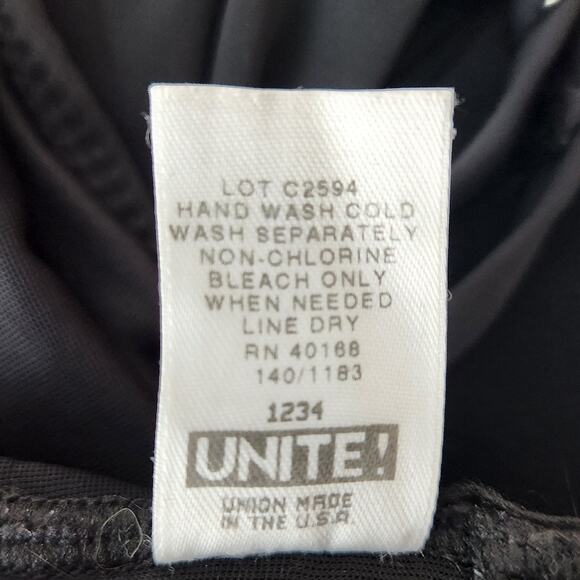 LOT C2594
HAND WASH COLD
WASH SEPARATELY
NON-CHLORINE
BLEACH ONLY
WHEN NEEDED
LINE DRY
RN 40168
140/1183
1234
UNITE!
UNION MADE
IN THE U.S.A.